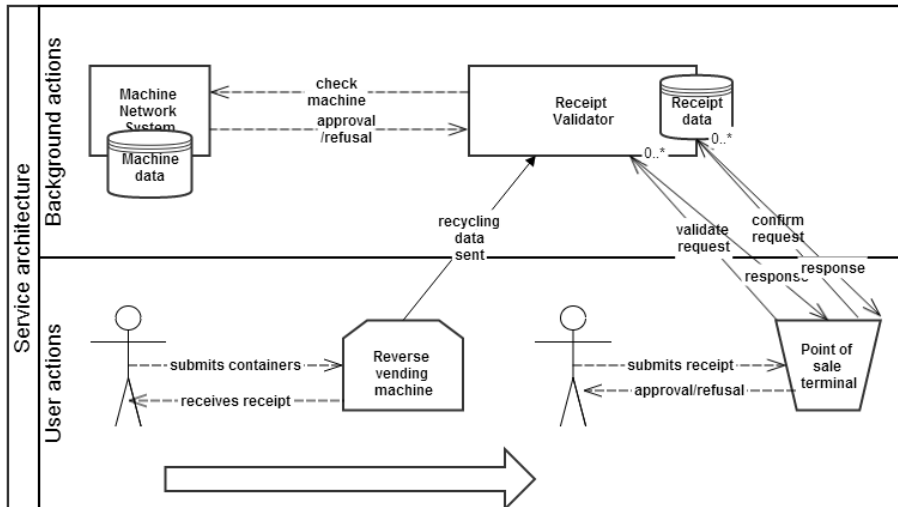 Service architecture
Background actions
Machine
Network
System
Machine
data
check
machine
approval
/refusal
Receipt
Validator
Receipt
data
0..*
0..*
recycling
data
sent
validate
request
response
confirm
request
response
User actions
submits containers
receives receipt
Reverse
vending
machine
submits receipt
approval/refusal
Point of
sale
terminal